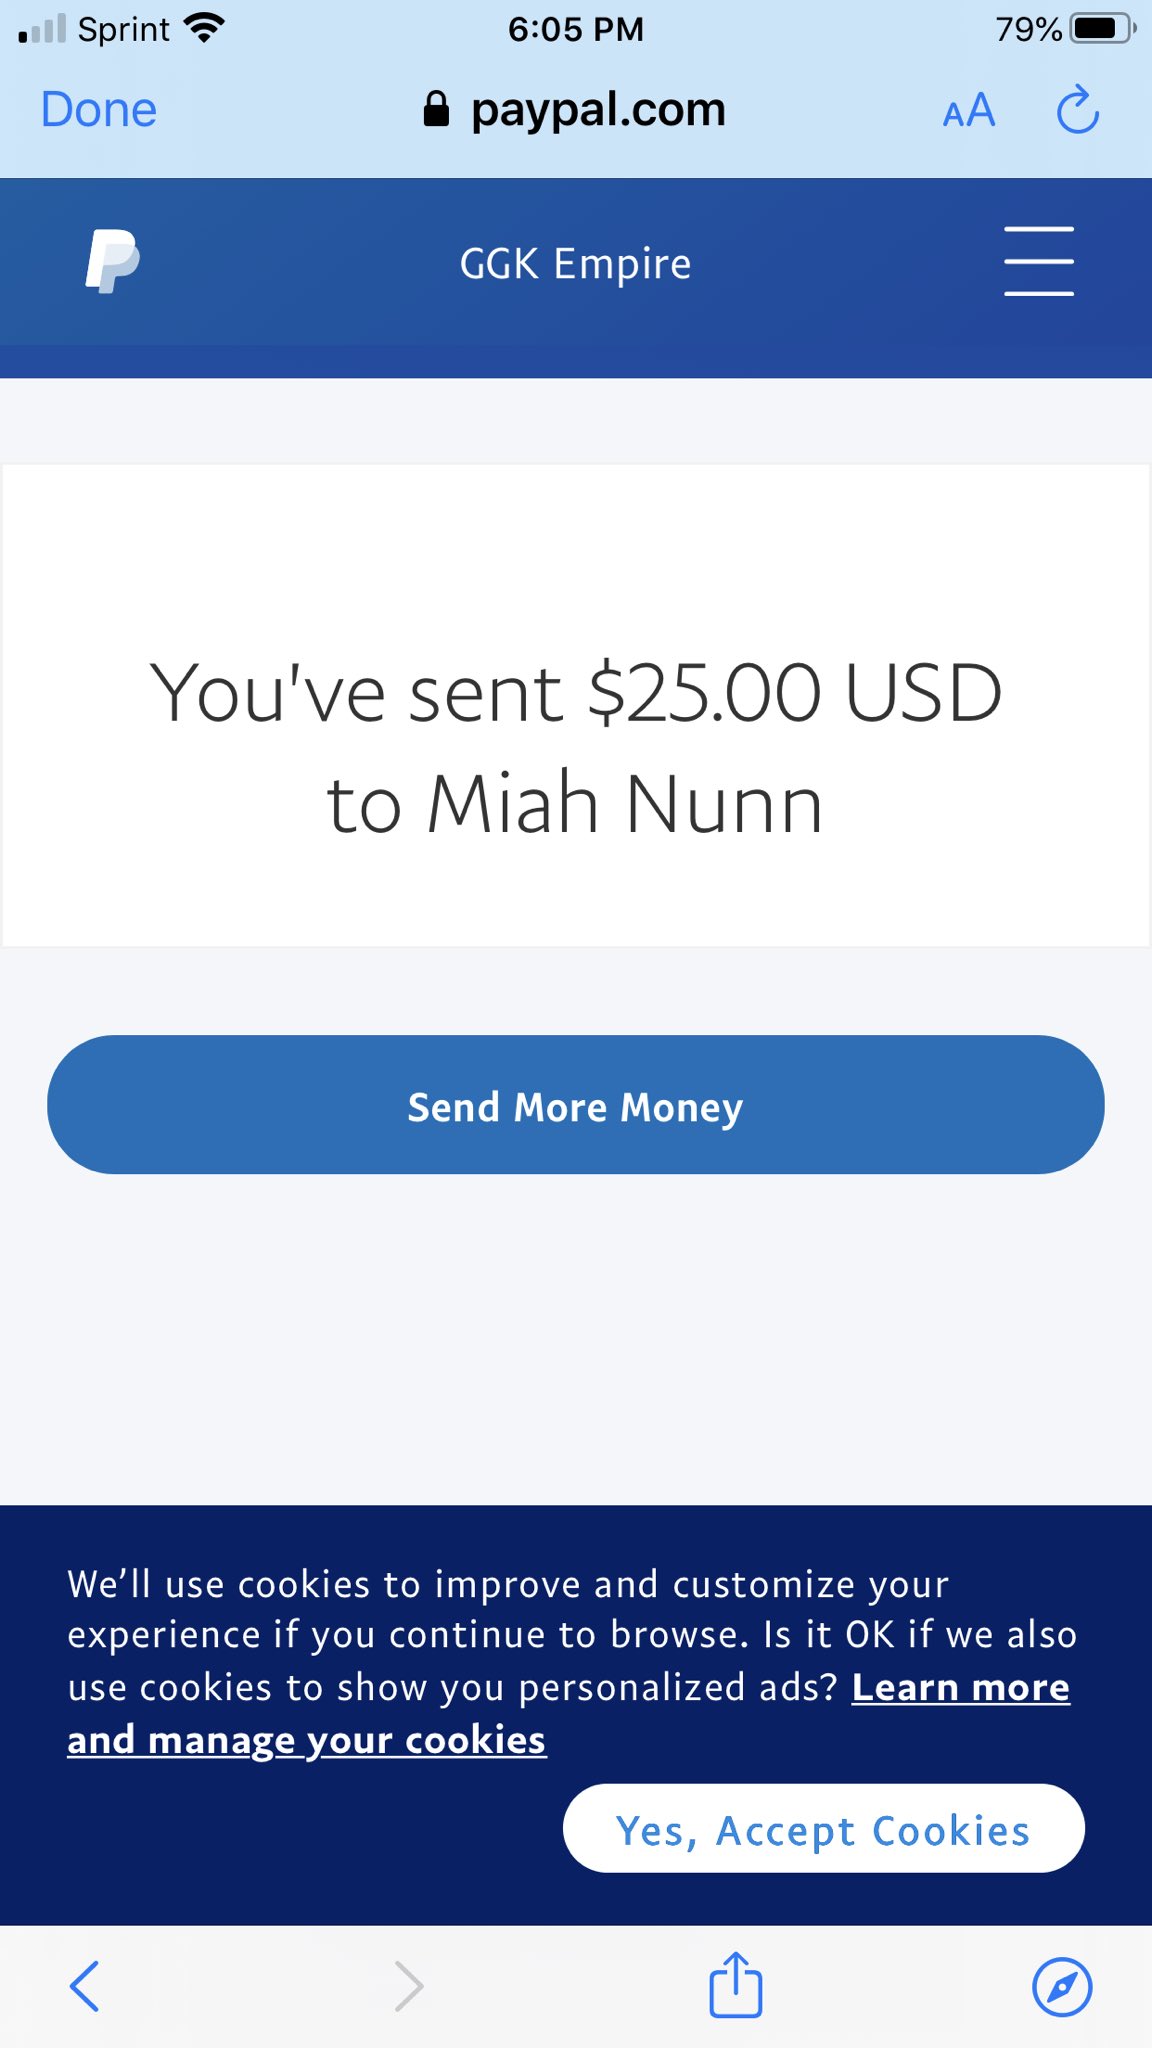 Sprint 6:05 PM 79%
Done paypal.com AA
GGK Empire
You've sent $25.00 USD
to Miah Nunn
Send More Money
We’ll use cookies to improve and customize your
experience if you continue to browse. Is it OK if we also
use cookies to show you personalized ads? Learn more
and manage your cookies
Yes, Accept Cookies